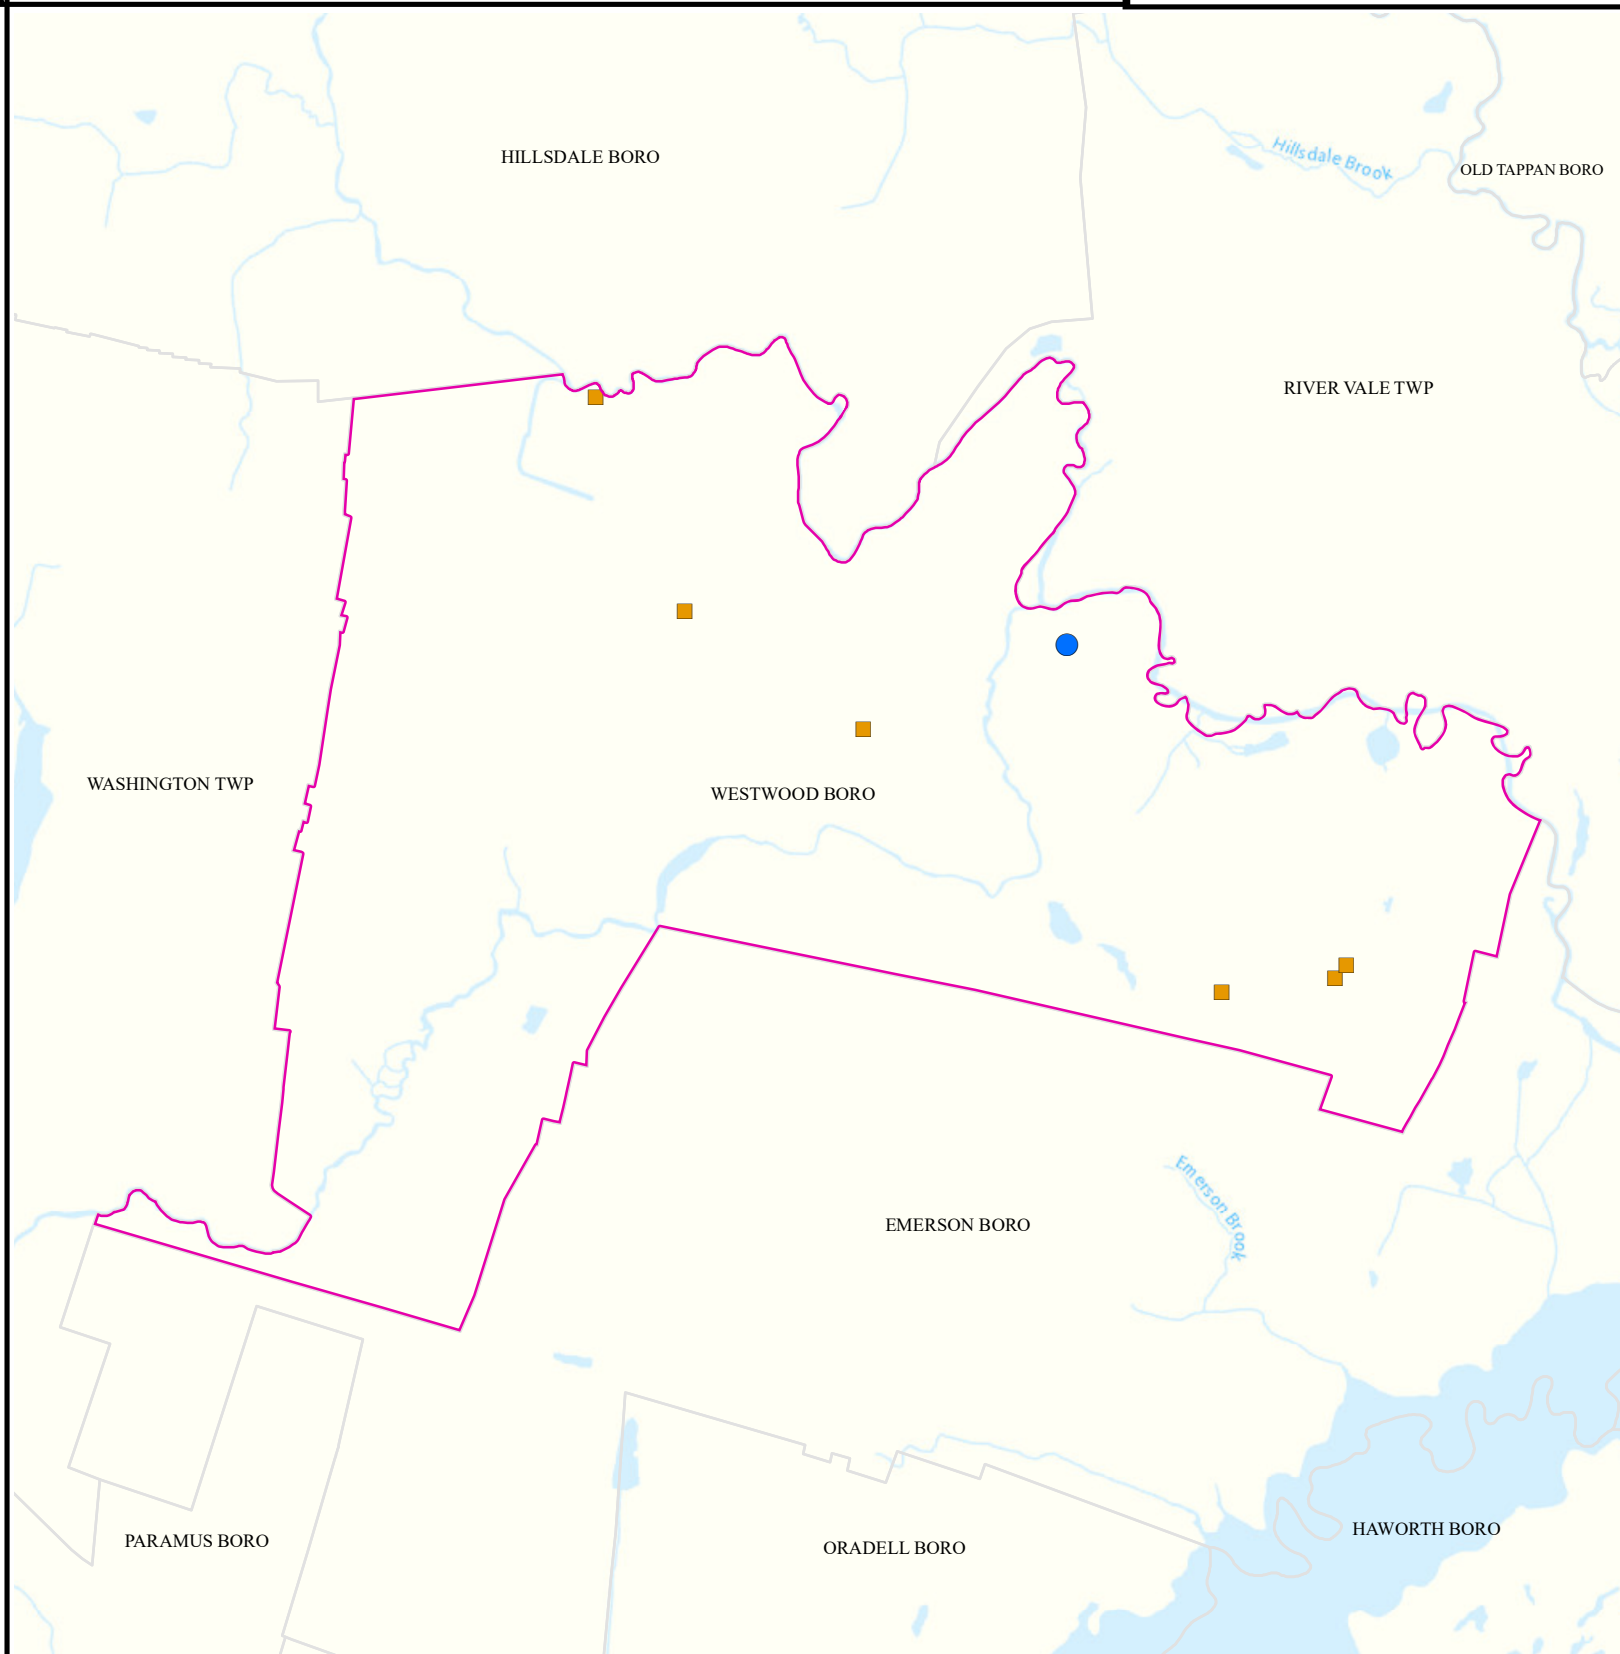 HILLSDALE BORO
Hillsdale Brook
OLD TAPPAN BORO
RIVER VALE TWP
WASHINGTON TWP
WESTWOOD BORO
EMERSON BORO
Emerson Brook
PARAMUS BORO
ORADELL BORO
HAWORTH BORO